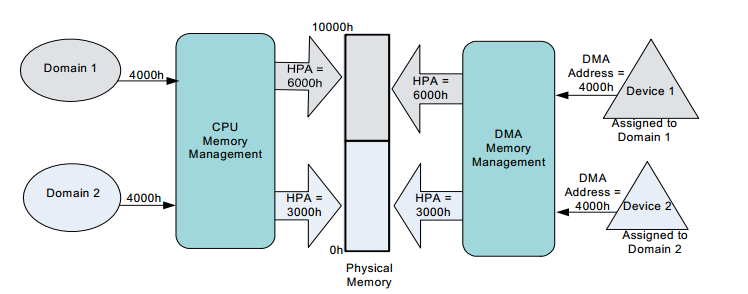 10000h
Domain 1
4000h
HPA =
6000h
HPA =
6000h
DMA
Address =
4000h
Device 1
Assigned to
Domain 1
CPU
Memory
Management
DMA
Memory
Management
Domain 2
4000h
HPA =
3000h
HPA =
3000h
DMA
Address =
4000h
Device 2
Assigned to
Domain 2
0h
Physical
Memory